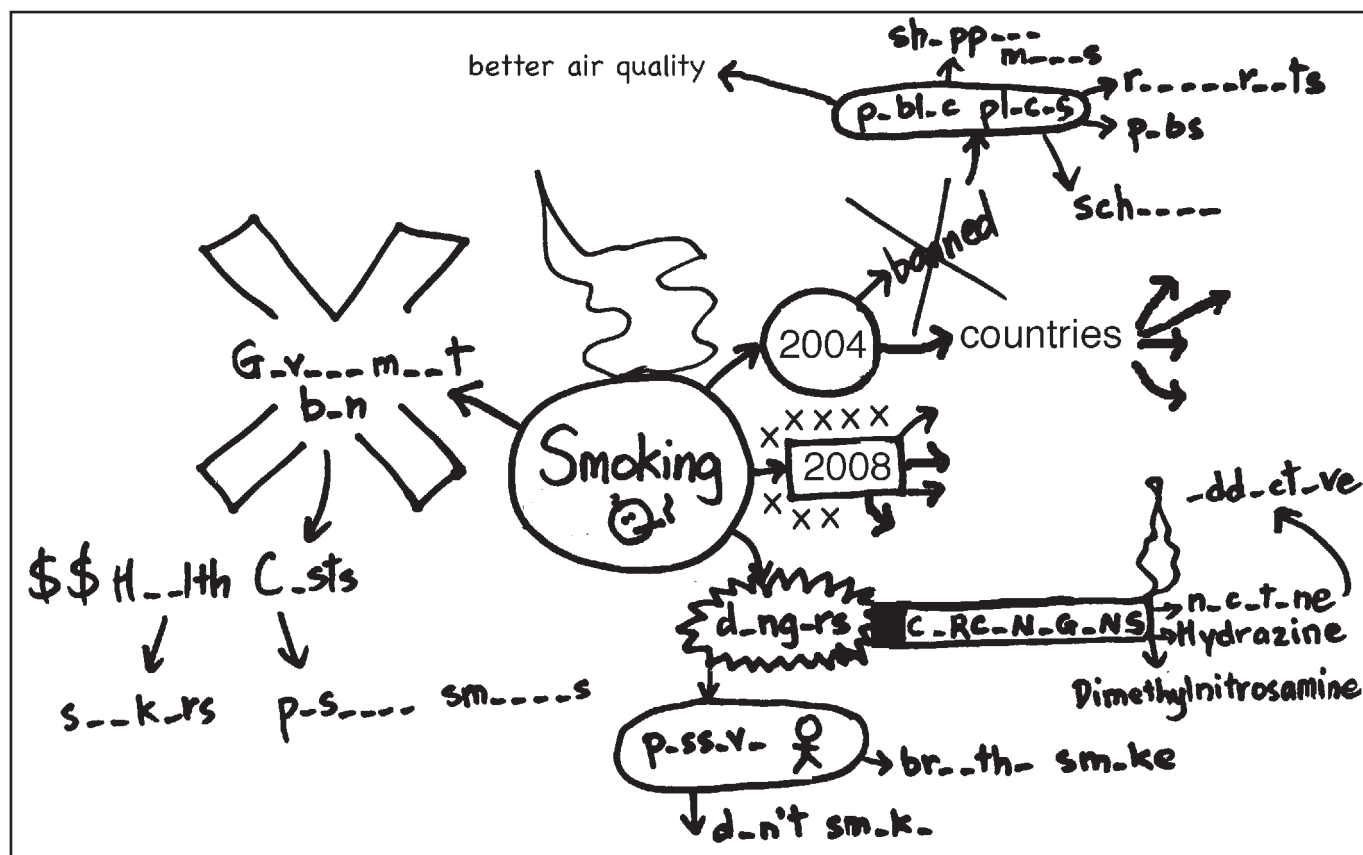 sh_pp___
m____s
better air quality
p_bl_c pl_c_s
r_____r__ts
p_bs
sch____
banned
2004
countries
G_v___m__t
b_n
Smoking
x x x x x
2008
x x x x
_dd_ct_ve
$$ H__lth C_sts
d_ng_rs
C_RC_N_G_NS
n_c_t_ne
Hydrazine
Dimethylnitrosamine
s__k_rs
p_s____ sm____s
p_ss_v_
br__th_ sm_ke
d_n't sm_k_